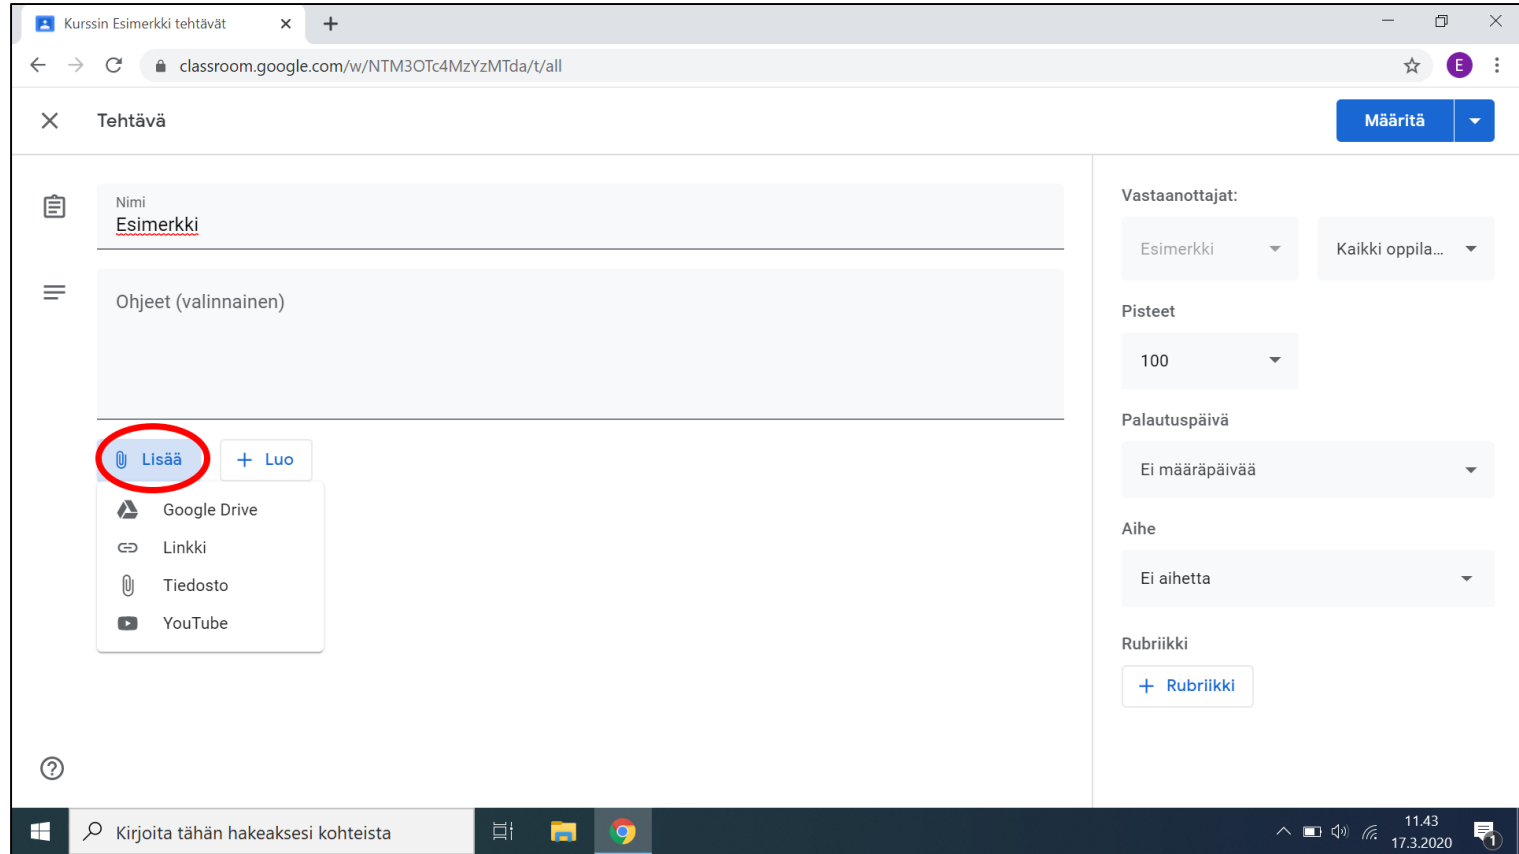 Kurssin Esimerkki tehtävät
classroom.google.com/w/NTM3OTc4MzYzMTda/t/all
E
Tehtävä
Määritä
Nimi
Esimerkki
Ohjeet (valinnainen)
Lisää
+ Luo
Google Drive
Linkki
Tiedosto
YouTube
Vastaanottajat:
Esimerkki
Kaikki oppila...
Pisteet
100
Palautuspäivä
Ei määräpäivää
Aihe
Ei aihetta
Rubriikki
+ Rubriikki
Kirjoita tähän hakeaksesi kohteista
11.43
17.3.2020
1